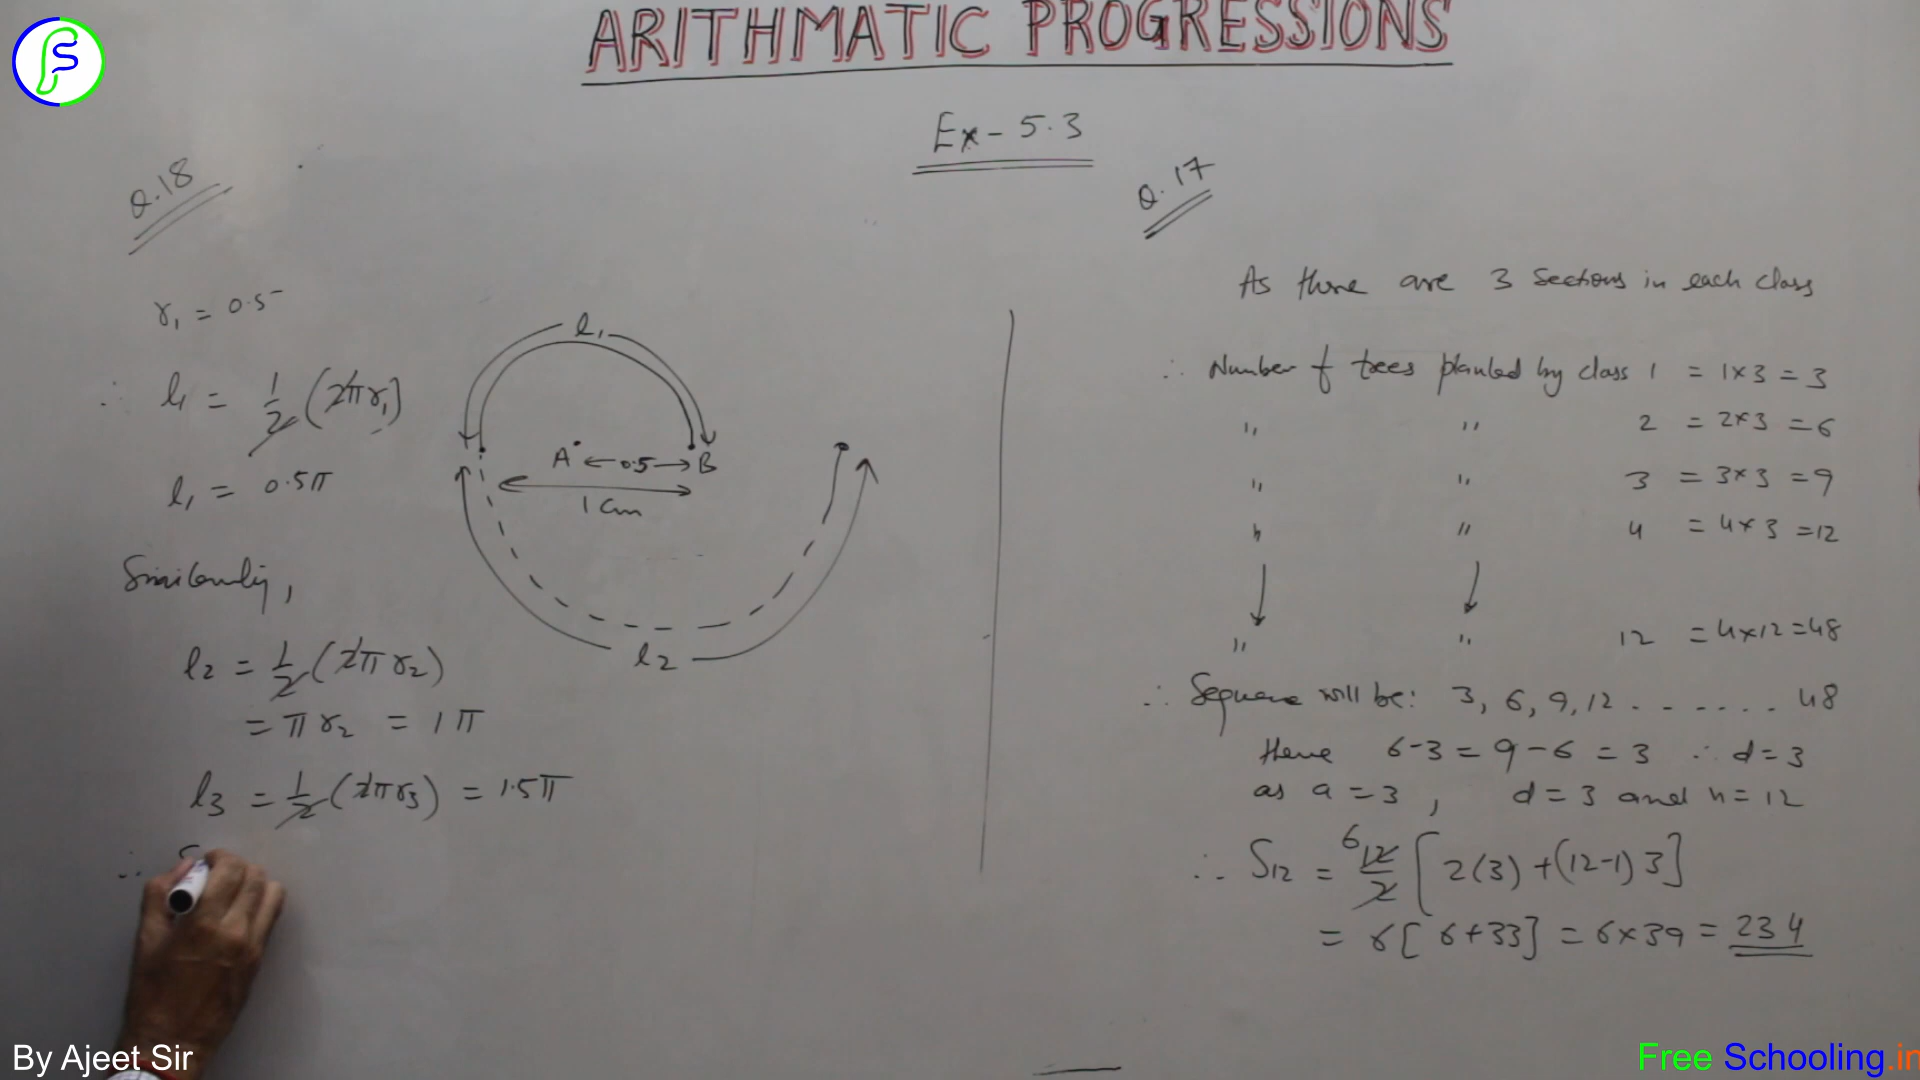 ARITHMATIC PROGRESSIONS
Ex - 5.3
Q.18
r₁ = 0.5
∴ l₁ = 1/2 (2πr₁)
l₁ = 0.5π
Similarly,
l₂ = 1/2 (2πr₂)
= πr₂ = 1π
l₃ = 1/2 (2πr₃) = 1.5π
∴ S
l₁
A 0.5 B
1 cm
l₂
Q.17
As there are 3 sections in each class
∴ Number of trees planted by class 1 = 1×3 = 3
" " 2 = 2×3 = 6
" " 3 = 3×3 = 9
" " 4 = 4×3 = 12
" " 12 = 4×12 = 48
∴ Sequence will be: 3, 6, 9, 12 - - - - - - 48
Here 6-3 = 9-6 = 3 ∴ d=3
as a = 3, d = 3 and n = 12
∴ S₁₂ = 6 12/2 [2(3) + (12-1) 3]
= 6[6+33] = 6×39 = 234
By Ajeet Sir
Free Schooling.in